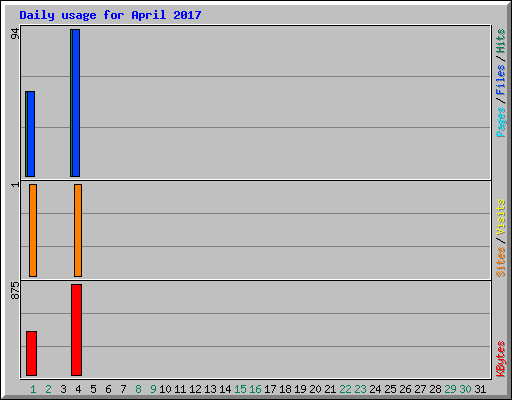 Daily usage for April 2017
94
1
875
Pages/Files/Hits
Sites/Visits
KBytes
1 2 3 4 5 6 7 8 9 10 11 12 13 14 15 16 17 18 19 20 21 22 23 24 25 26 27 28 29 30 31